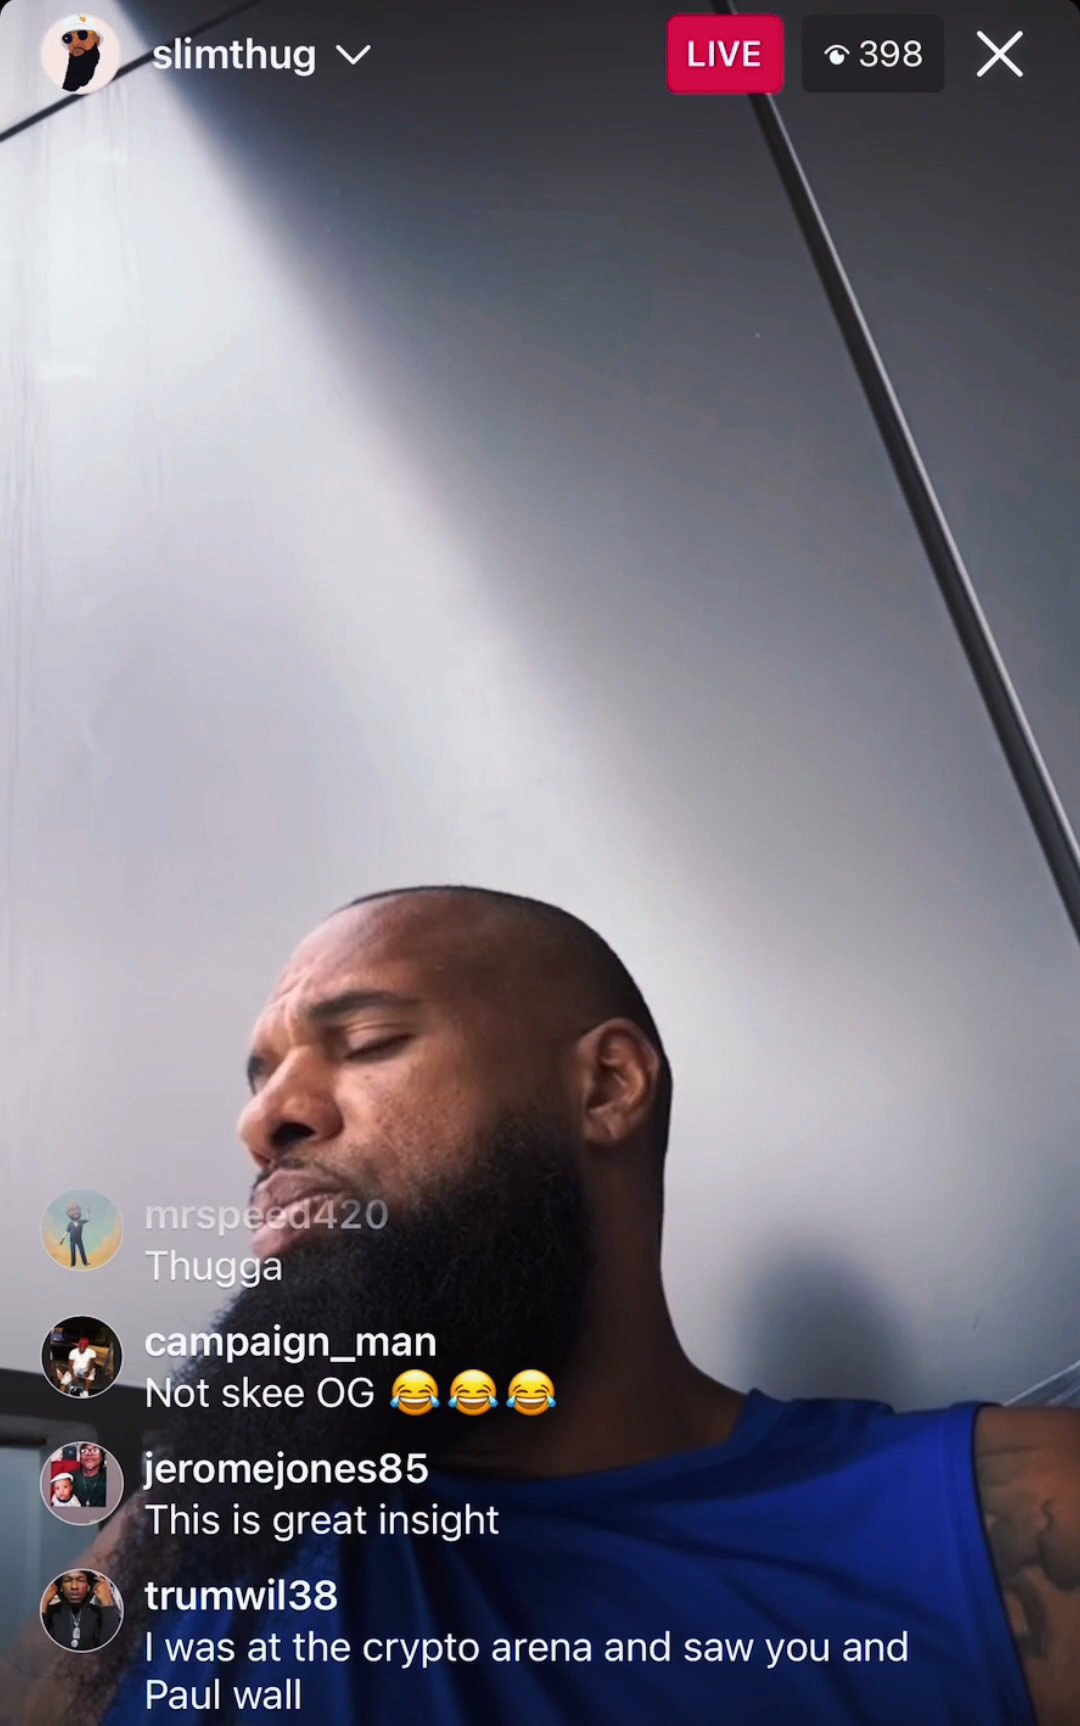 slimthug
LIVE
398
mrspeed420
Thugga
campaign_man
Not skee OG 😂😂😂
jeromejones85
This is great insight
trumwil38
I was at the crypto arena and saw you and
Paul wall